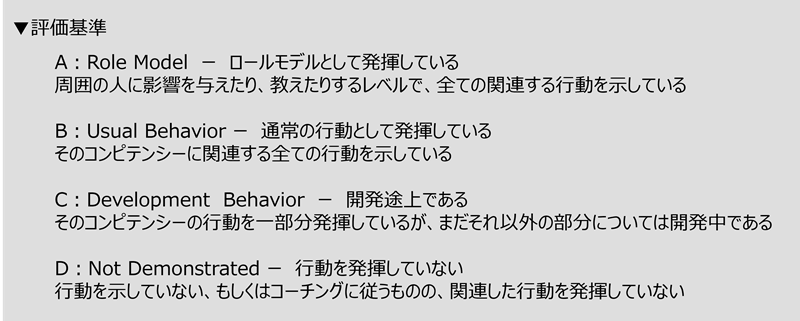 ▼評価基準
A：Role Model － ロールモデルとして発揮している
周囲の人に影響を与えたり、教えたりするレベルで、全ての関連する行動を示している
B：Usual Behavior － 通常の行動として発揮している
そのコンピテンシーに関連する全ての行動を示している
C：Development Behavior － 開発途上である
そのコンピテンシーの行動を一部分発揮しているが、まだそれ以外の部分については開発中である
D：Not Demonstrated － 行動を発揮していない
行動を示していない、もしくはコーチングに従うものの、関連した行動を発揮していない